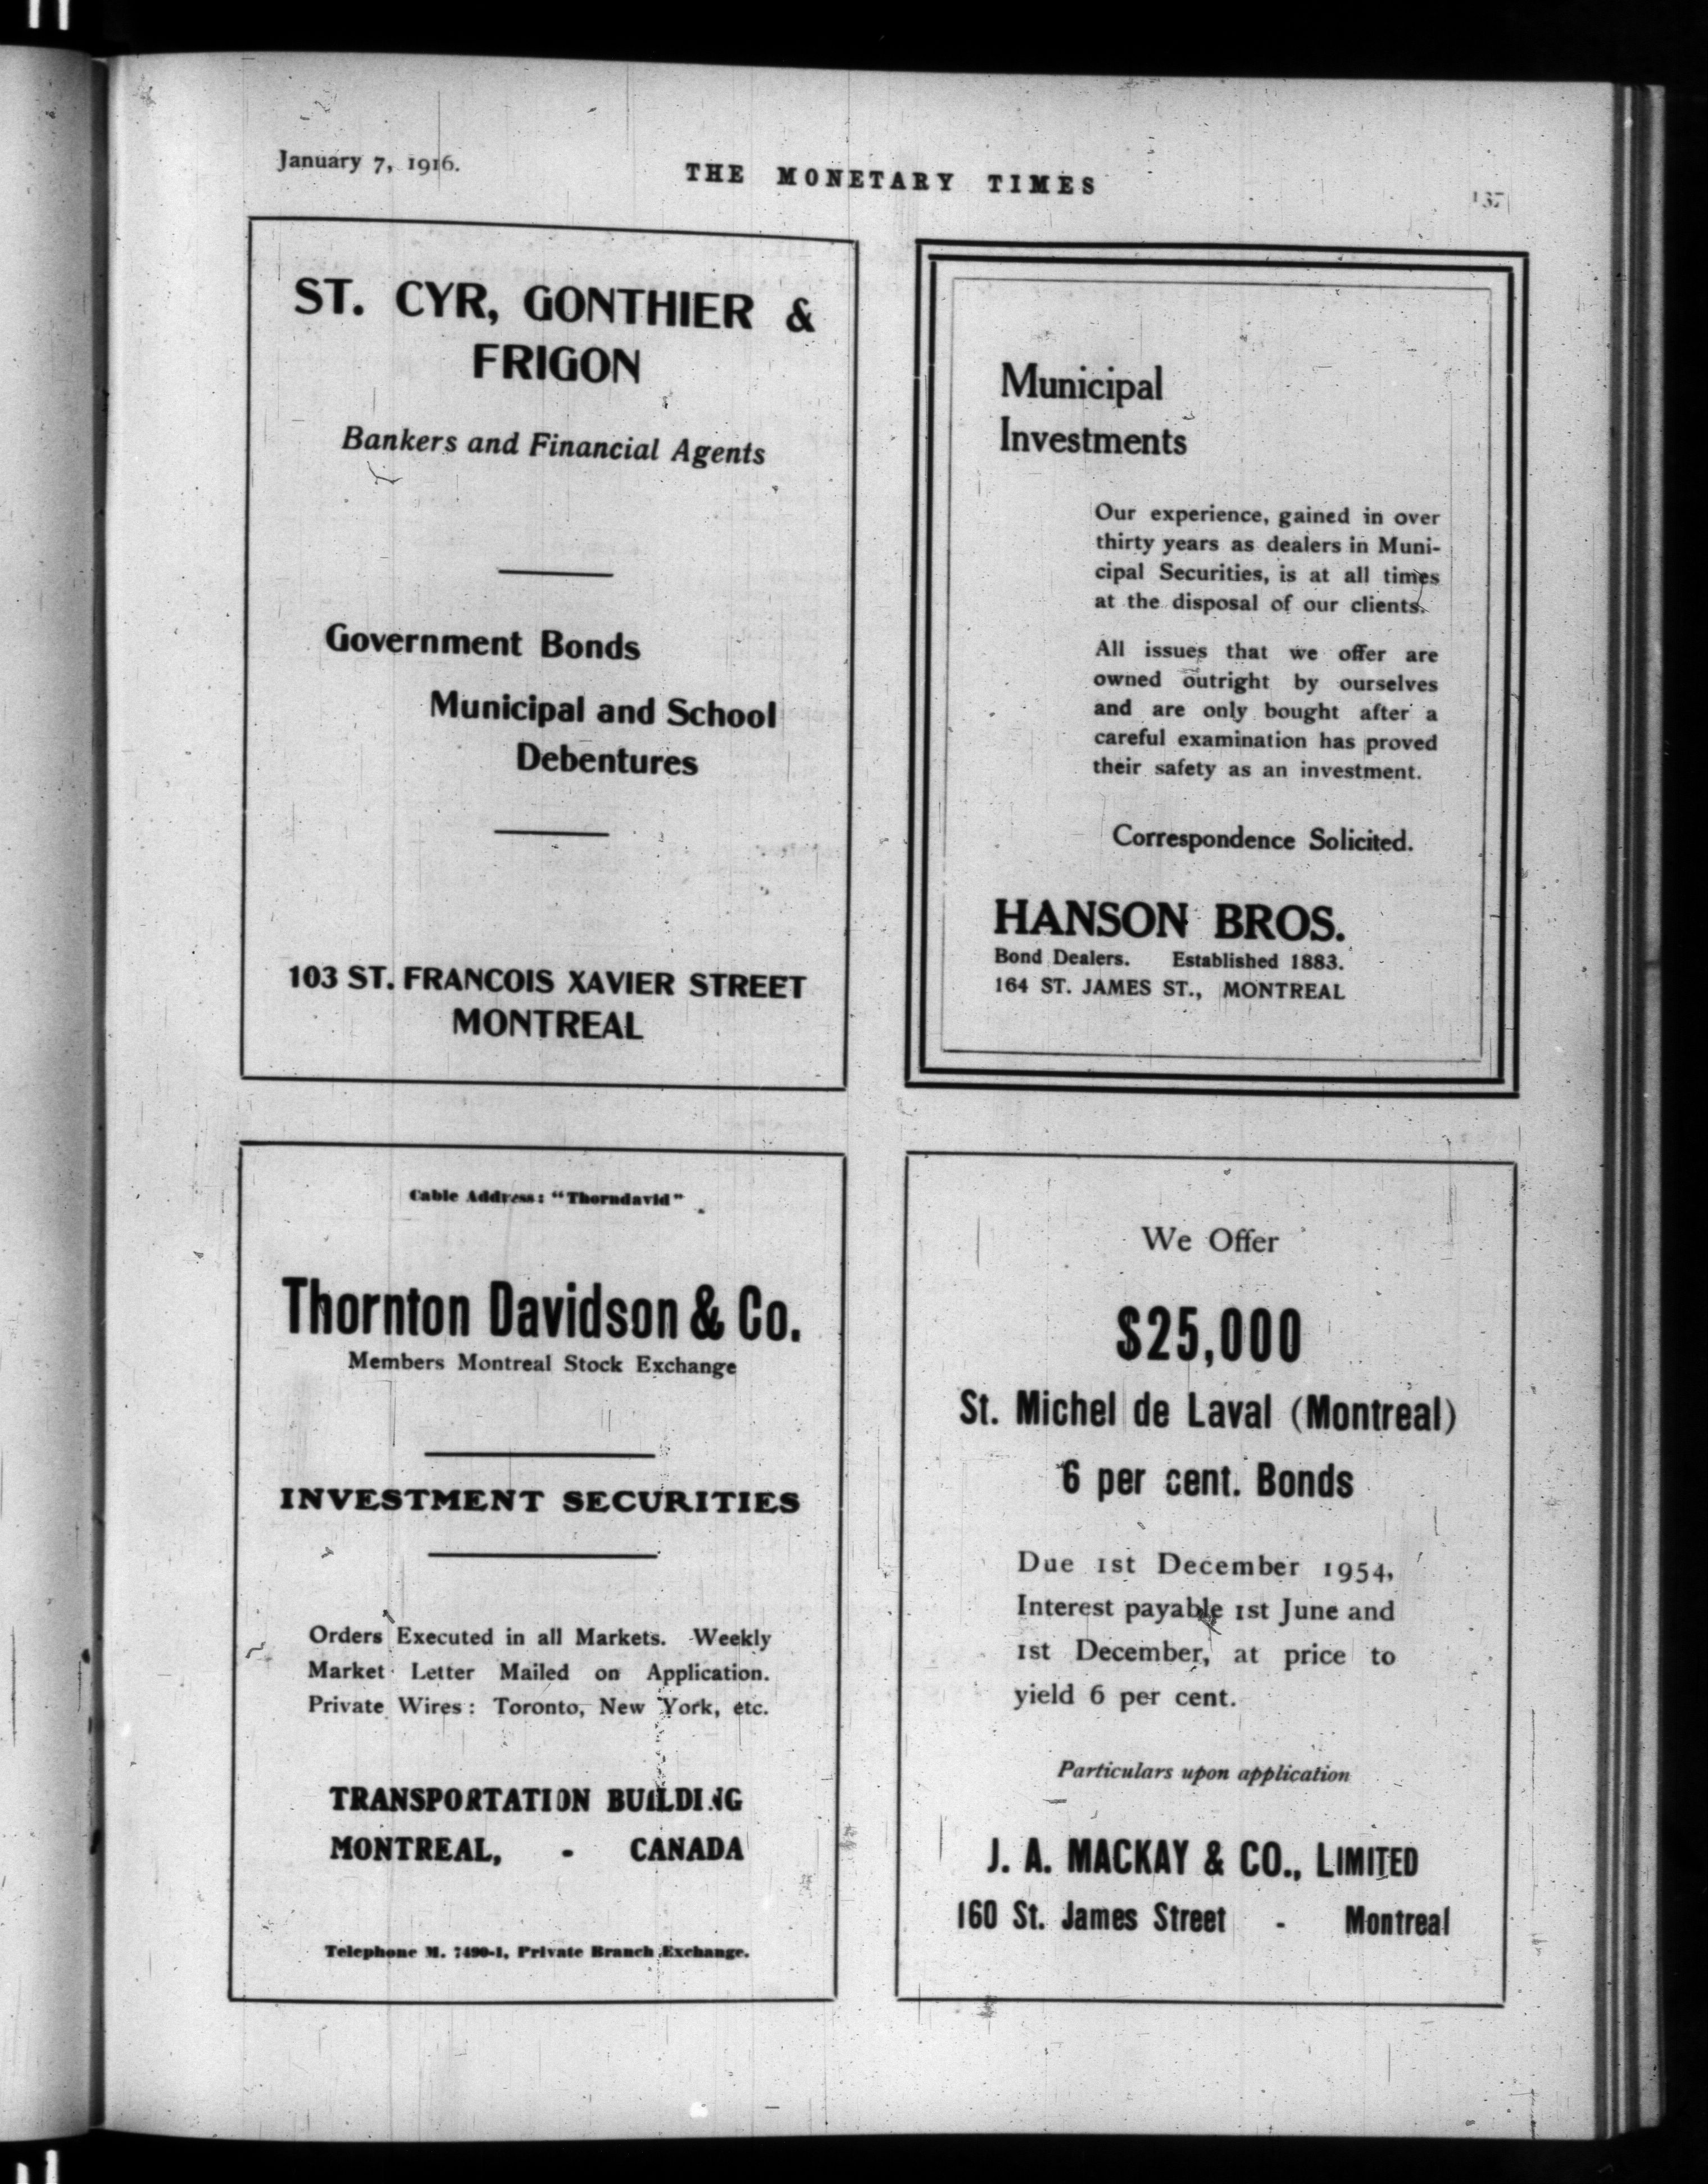 January 7, 1916.
THE MONETARY TIMES
137
ST. CYR, GONTHIER &
FRIGON
Bankers and Financial Agents
Government Bonds
Municipal and School
Debentures
103 ST. FRANCOIS XAVIER STREET
MONTREAL
Municipal
Investments
Our experience, gained in over
thirty years as dealers in Muni-
cipal Securities, is at all times
at the disposal of our clients.
All issues that we offer are
owned outright by ourselves
and are only bought after a
careful examination has proved
their safety as an investment.
Correspondence Solicited.
HANSON BROS.
Bond Dealers. Established 1883.
164 ST. JAMES ST., MONTREAL
Cable Address: "Thorndavid"
Thornton Davidson & Co.
Members Montreal Stock Exchange
INVESTMENT SECURITIES
Orders Executed in all Markets. Weekly
Market Letter Mailed on Application.
Private Wires: Toronto, New York, etc.
TRANSPORTATION BUILDING
MONTREAL, - CANADA
Telephone M. 7490-1, Private Branch Exchange.
We Offer
$25,000
St. Michel de Laval (Montreal)
6 per cent. Bonds
Due 1st December 1954,
Interest payable 1st June and
1st December, at price to
yield 6 per cent.
Particulars upon application
J. A. MACKAY & CO., LIMITED
160 St. James Street - Montreal